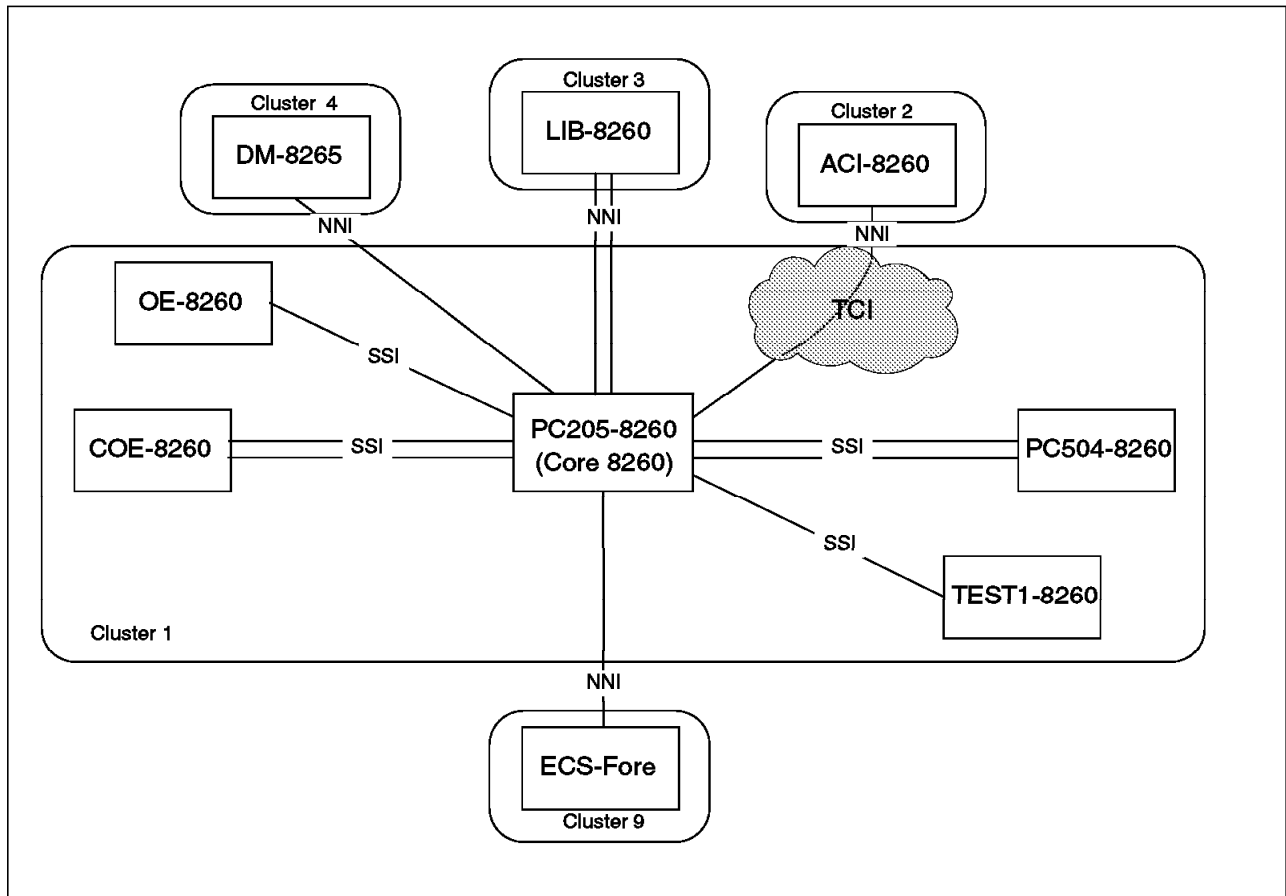 Cluster 4
DM-8265
Cluster 3
LIB-8260
Cluster 2
ACI-8260
NNI
NNI
NNI
OE-8260
TCI
SSI
COE-8260
SSI
PC205-8260
(Core 8260)
SSI
PC504-8260
SSI
TEST1-8260
Cluster 1
NNI
ECS-Fore
Cluster 9